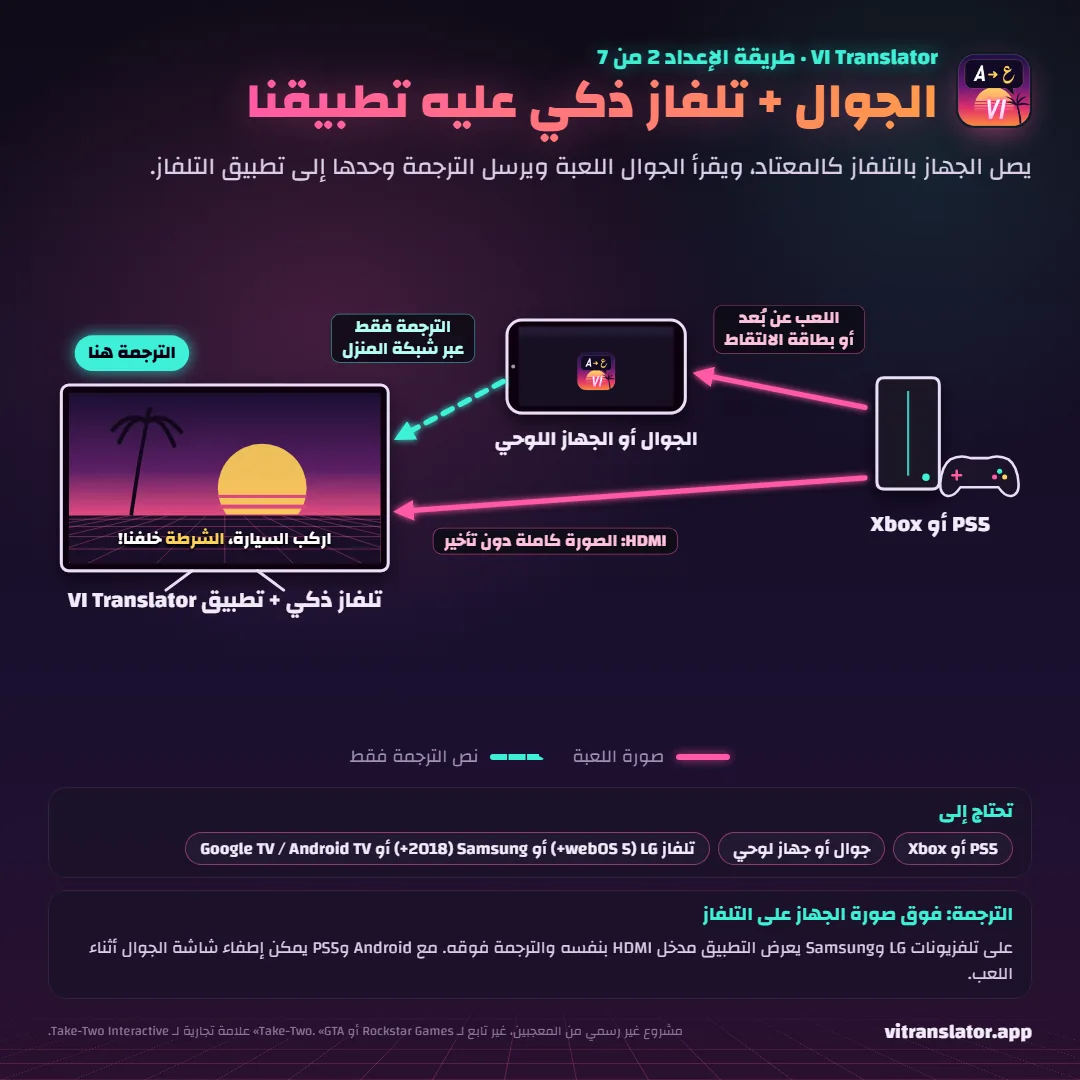 VI Translator · طريقة الإعداد 2 من 7
الجوال + تلفاز ذكي عليه تطبيقنا
يصل الجهاز بالتلفاز كالمعتاد، ويقرأ الجوال اللعبة ويرسل الترجمة وحدها إلى تطبيق التلفاز.
A→ع
VI
اللعب عن بُعد
أو بطاقة الالتقاط
الترجمة فقط
عبر شبكة المنزل
الترجمة هنا
A→ع
VI
الجوال أو الجهاز اللوحي
PS5 أو Xbox
HDMI: الصورة كاملة دون تأخير
اركب السيارة، الشرطة خلفنا!
تلفاز ذكي + تطبيق VI Translator
صورة اللعبة
نص الترجمة فقط
تحتاج إلى
PS5 أو Xbox
جوال أو جهاز لوحي
تلفاز LG (webOS 5+) أو Samsung (2018+) أو Google TV / Android TV
الترجمة: فوق صورة الجهاز على التلفاز
على تلفزيونات LG وSamsung يعرض التطبيق مدخل HDMI بنفسه والترجمة فوقه. مع Android وPS5 يمكن إطفاء شاشة الجوال أثناء
اللعب.
vitranslator.app
مشروع غير رسمي من المعجبين، غير تابع لـ Rockstar Games أو Take-Two. «GTA» علامة تجارية لـ Take-Two Interactive.